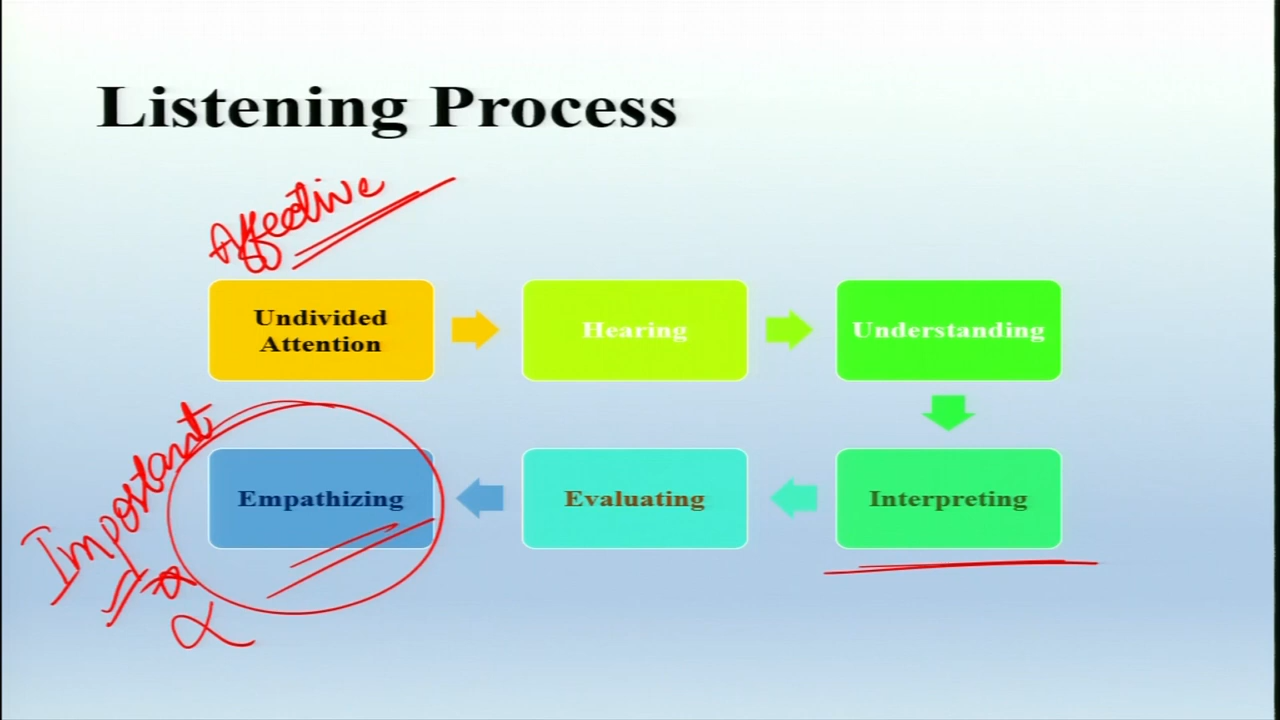 Listening Process
Affective
Undivided
Attention
Hearing
Understanding
Important
Empathizing
Evaluating
Interpreting